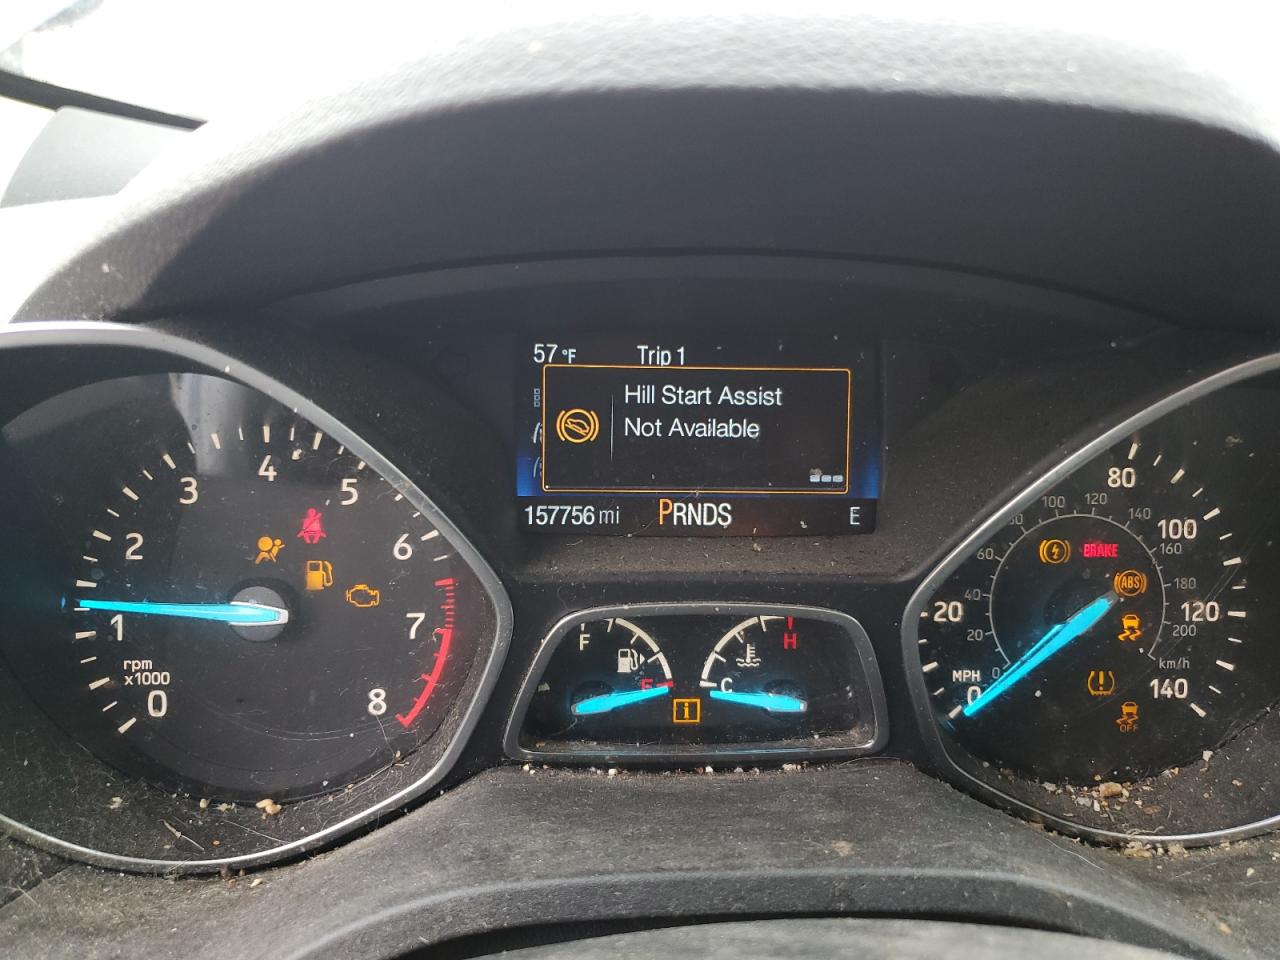 57 °F Trip 1
Hill Start Assist
Not Available
157756 mi PRNDS E
0 1 2 3 4 5 6 7 8
rpm
x1000
F
E
C
H
i
0 20 80 100 120 140
MPH
0 20 40 60 100 120 140 160 180 200
km/h
BRAKE
ABS
OFF